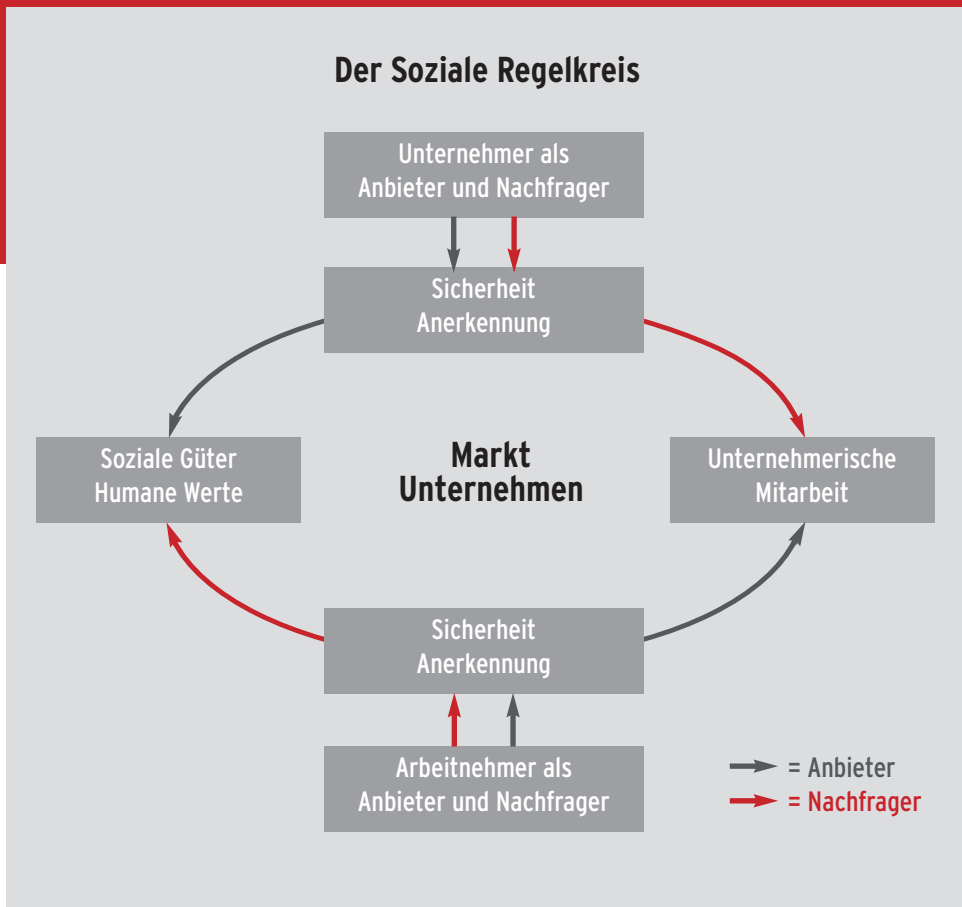 Der Soziale Regelkreis
Unternehmer als
Anbieter und Nachfrager
Sicherheit
Anerkennung
Soziale Güter
Humane Werte
Markt
Unternehmen
Unternehmerische
Mitarbeit
Sicherheit
Anerkennung
Arbeitnehmer als
Anbieter und Nachfrager
= Anbieter
= Nachfrager